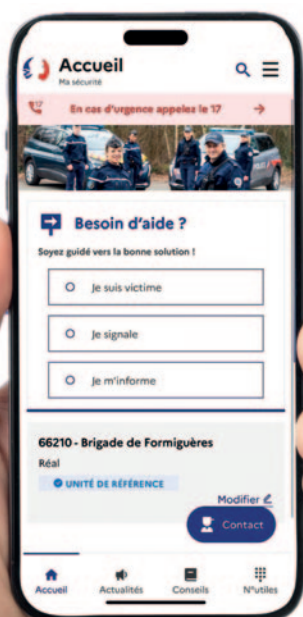 Accueil
Ma sécurité
17
En cas d'urgence appelez le 17
Besoin d'aide ?
Soyez guidé vers la bonne solution !
Je suis victime
Je signale
Je m'informe
66210 - Brigade de Formiguères
Réal
UNITÉ DE RÉFÉRENCE
Modifier
Contact
Accueil
Actualités
Conseils
N°utiles